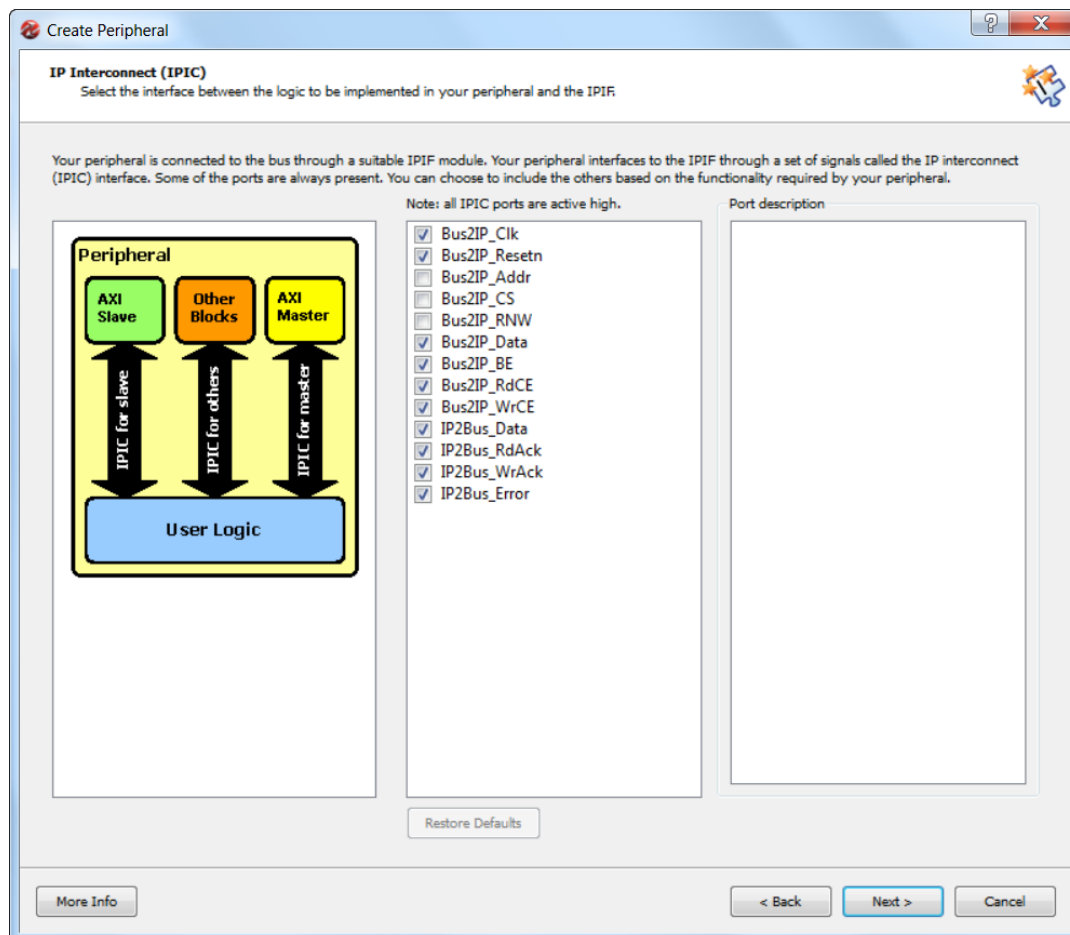 Create Peripheral
IP Interconnect (IPIC)
Select the interface between the logic to be implemented in your peripheral and the IPIF.
Your peripheral is connected to the bus through a suitable IPIF module. Your peripheral interfaces to the IPIF through a set of signals called the IP interconnect
(IPIC) interface. Some of the ports are always present. You can choose to include the others based on the functionality required by your peripheral.
Peripheral
AXI
Slave
Other
Blocks
AXI
Master
IPIC for slave
IPIC for others
IPIC for master
User Logic
Note: all IPIC ports are active high.
Bus2IP_Clk
Bus2IP_Resetn
Bus2IP_Addr
Bus2IP_CS
Bus2IP_RNW
Bus2IP_Data
Bus2IP_BE
Bus2IP_RdCE
Bus2IP_WrCE
IP2Bus_Data
IP2Bus_RdAck
IP2Bus_WrAck
IP2Bus_Error
Port description
Restore Defaults
More Info
< Back
Next >
Cancel